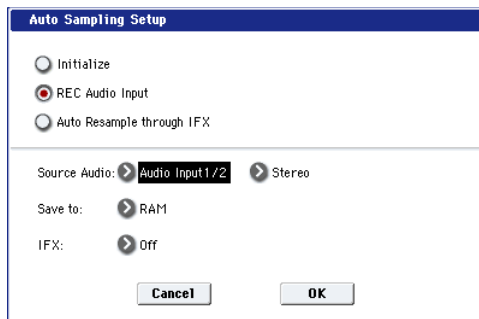 Auto Sampling Setup
Initialize
REC Audio Input
Auto Resample through IFX
Source Audio: Audio Input1/2 Stereo
Save to: RAM
IFX: Off
Cancel OK